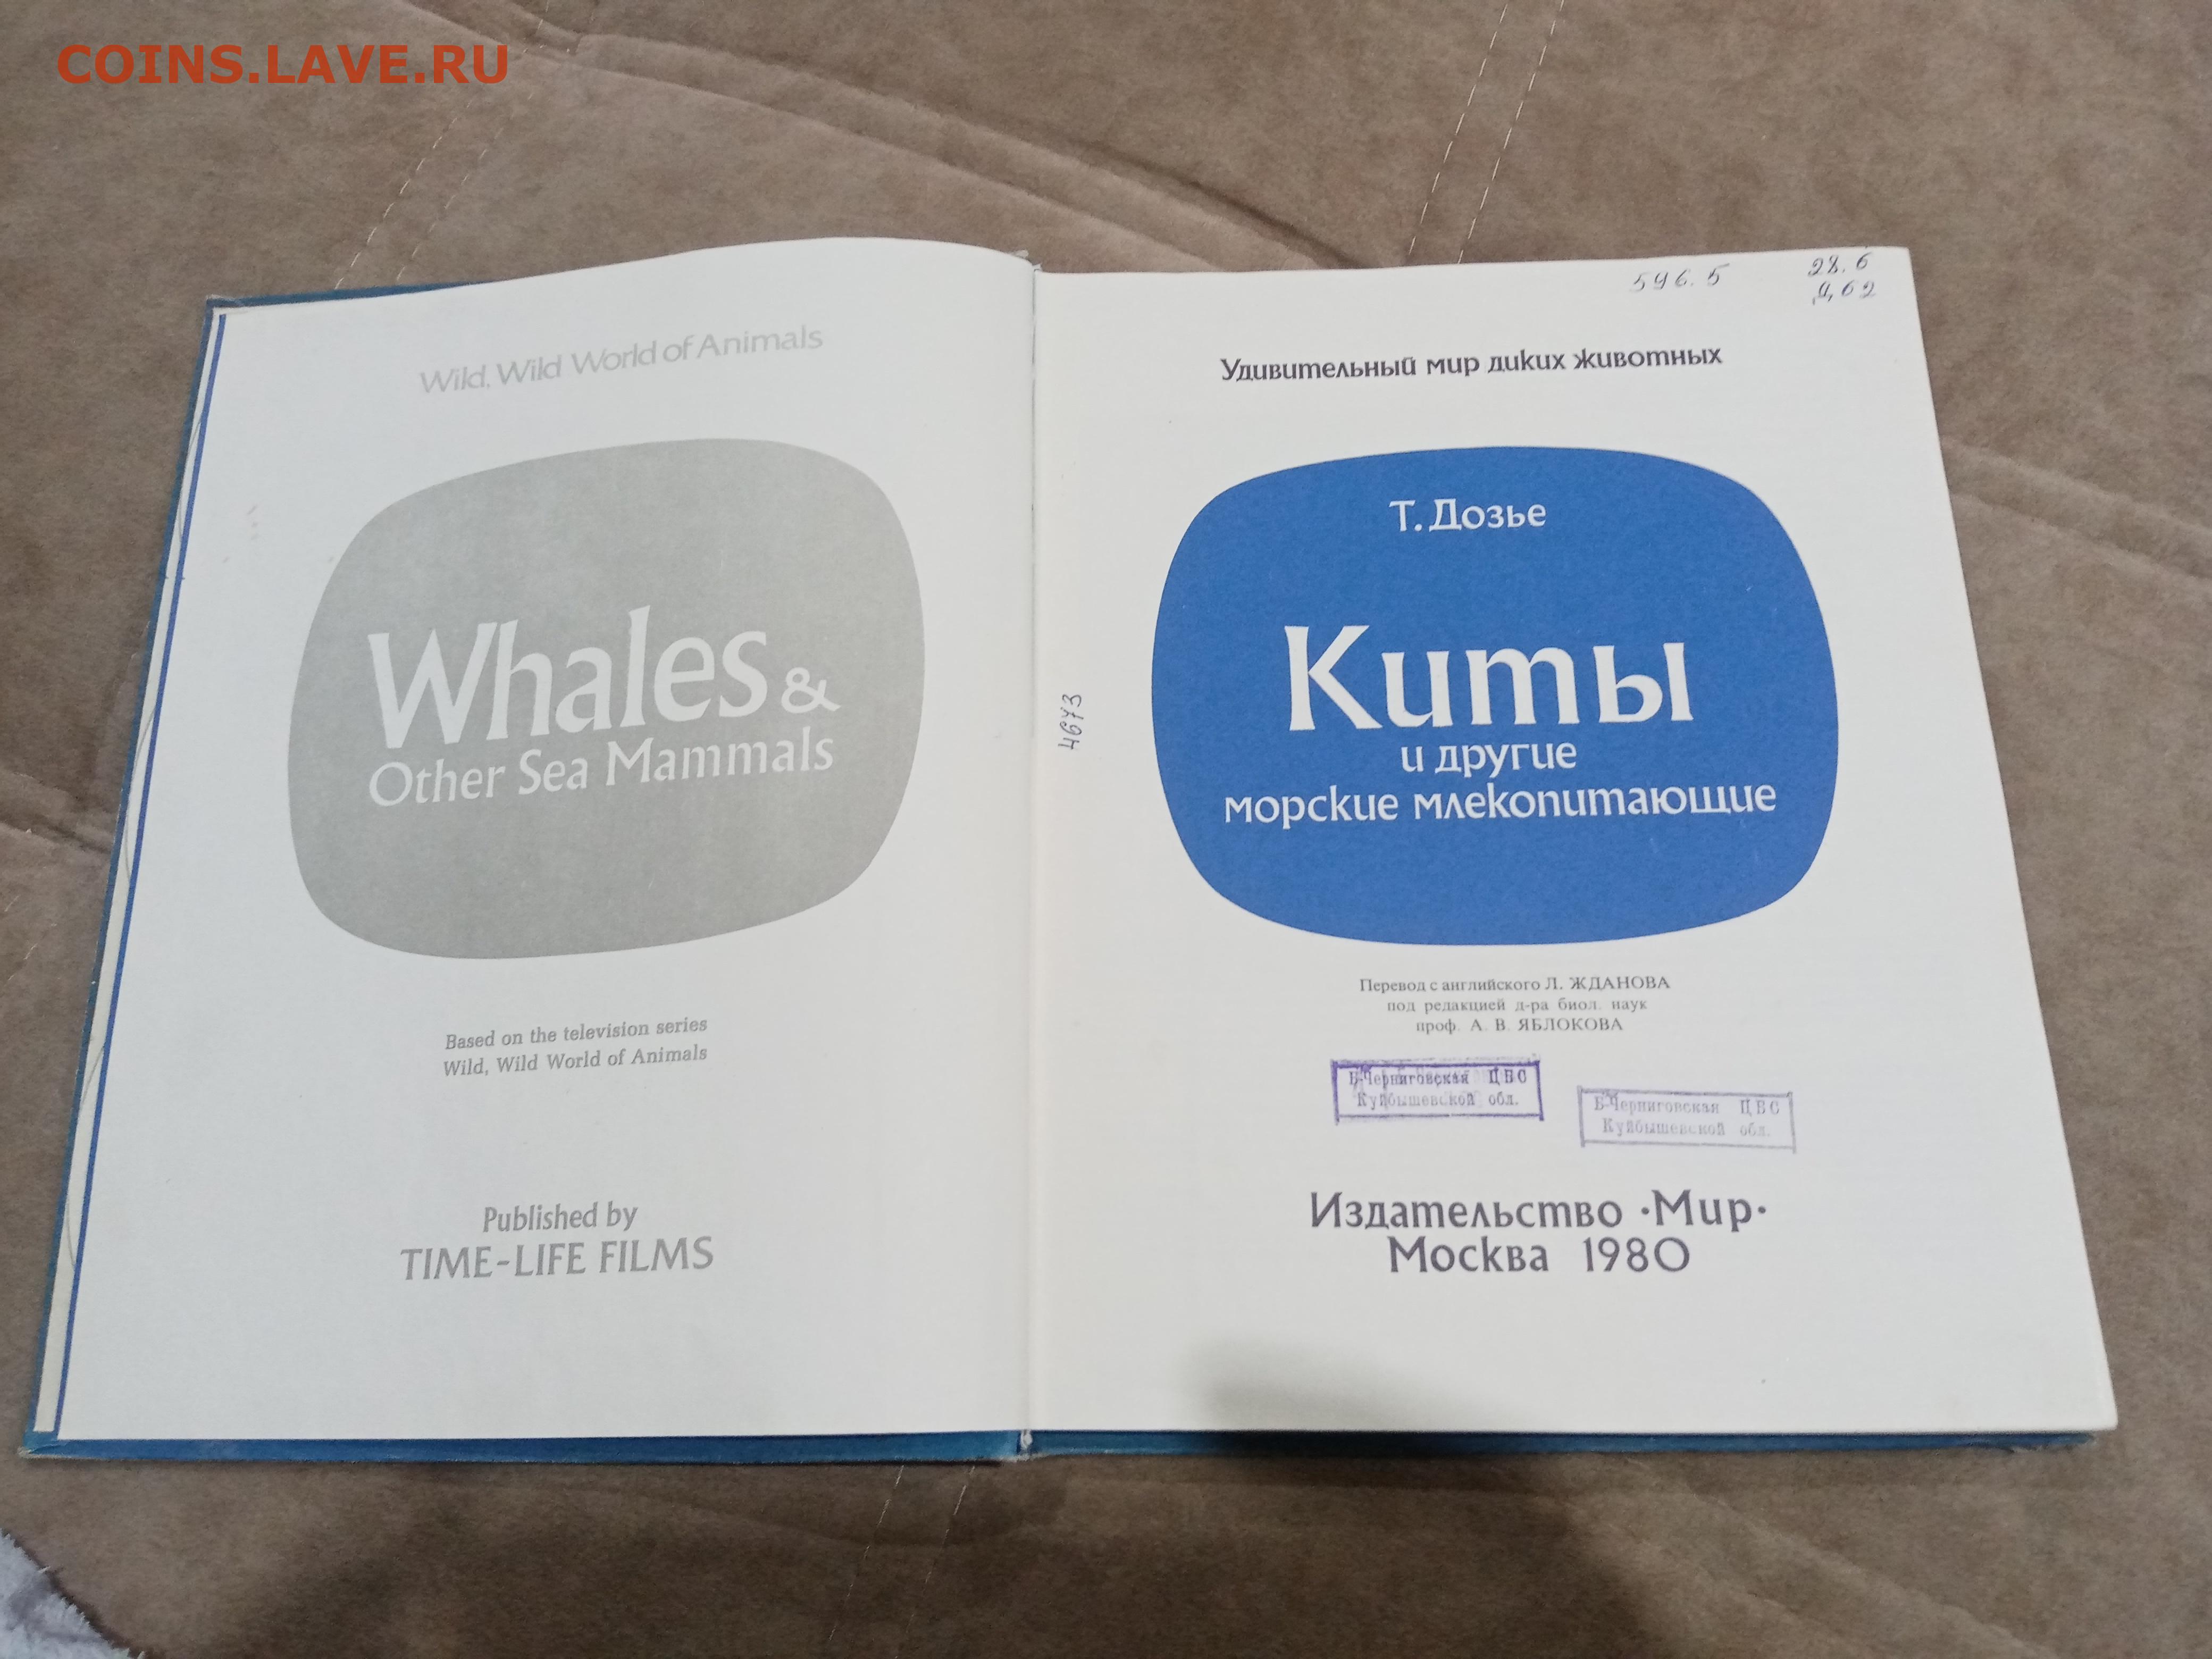 COINS.LAVE.RU
Wild, Wild World of Animals
Whales &
Other Sea Mammals
Based on the television series
Wild, Wild World of Animals
Published by
TIME-LIFE FILMS
596.5
28.6
Д62
Удивительный мир диких животных
Т. Дозье
Киты
и другие
морские млекопитающие
4673
Перевод с английского Л. ЖДАНОВА
под редакцией д-ра биол. наук
проф. А. В. ЯБЛОКОВА
Б-Черниговская ЦБС
Куйбышевской обл.
Б-Черниговская ЦБС
Куйбышевской обл.
Издательство ·Мир·
Москва 1980